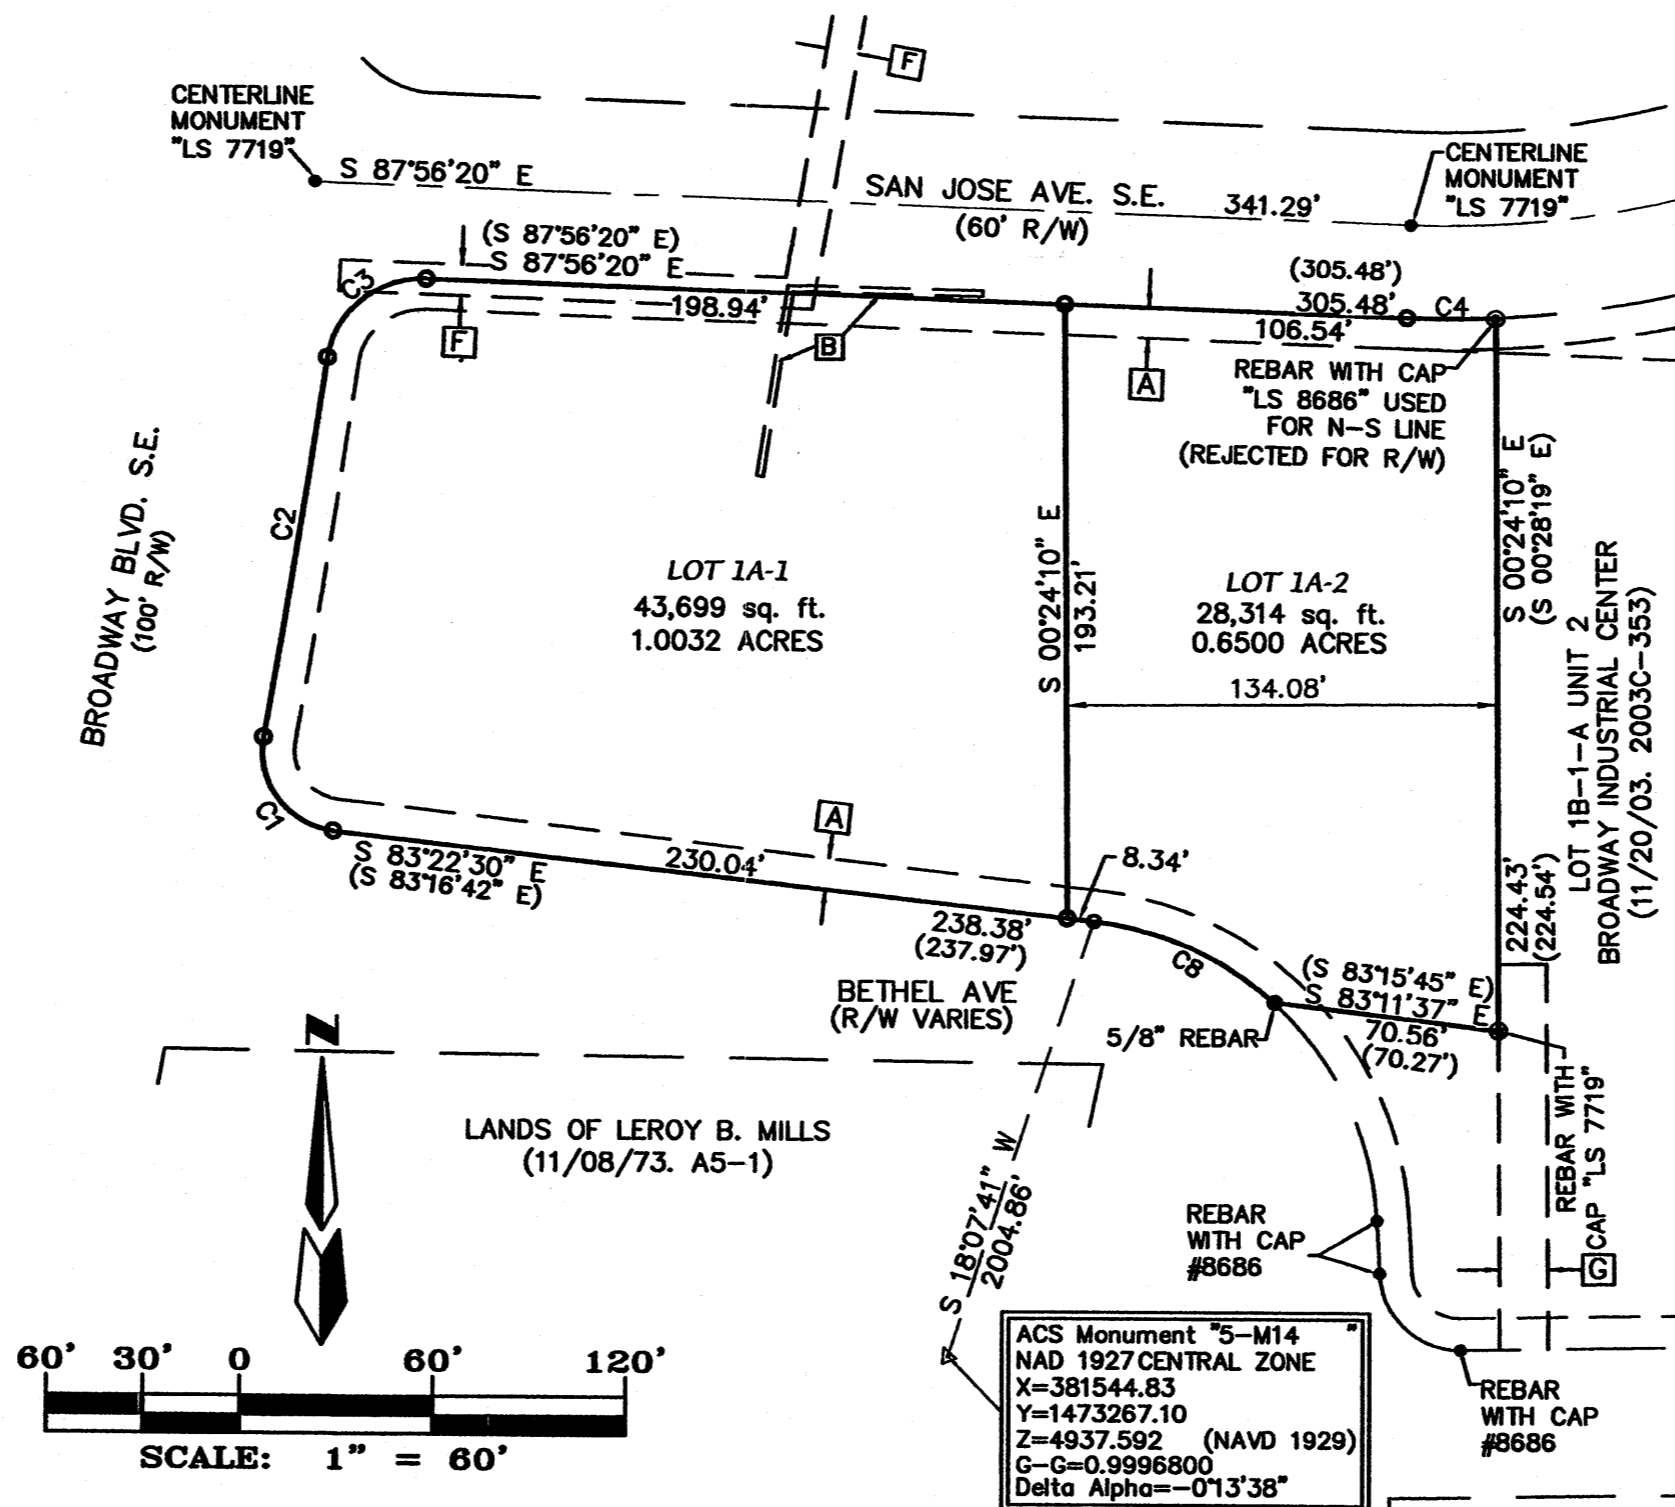 F
CENTERLINE
MONUMENT
"LS 7719"
S 87°56'20" E
SAN JOSE AVE. S.E.
341.29'
(60' R/W)
CENTERLINE
MONUMENT
"LS 7719"
(S 87°56'20" E)
S 87°56'20" E
(305.48')
305.48'
C4
C3
198.94'
106.54'
F
B
A
REBAR WITH CAP
"LS 8686" USED
FOR N-S LINE
(REJECTED FOR R/W)
BROADWAY BLVD. S.E.
(100' R/W)
C2
LOT 1A-1
43,699 sq. ft.
1.0032 ACRES
S 00°24'10" E
193.21'
LOT 1A-2
28,314 sq. ft.
0.6500 ACRES
134.08'
S 00°24'10" E
(S 00°28'19" E)
224.43'
(224.54')
LOT 1B-1-A UNIT 2
BROADWAY INDUSTRIAL CENTER
(11/20/03. 2003C-353)
C1
A
S 83°22'30" E
(S 83°16'42" E)
230.04'
8.34'
238.38'
(237.97')
C8
BETHEL AVE
(R/W VARIES)
(S 83°15'45" E)
S 83°11'37" E
70.56'
(70.27')
5/8" REBAR
N
LANDS OF LEROY B. MILLS
(11/08/73. A5-1)
S 18°07'41" W
2004.86'
REBAR WITH
CAP "LS 7719"
REBAR
WITH CAP
#8686
G
60' 30' 0 60' 120'
SCALE: 1" = 60'
ACS Monument "5-M14 "
NAD 1927 CENTRAL ZONE
X=381544.83
Y=1473267.10
Z=4937.592 (NAVD 1929)
G-G=0.9996800
Delta Alpha=-0°13'38"
REBAR
WITH CAP
#8686